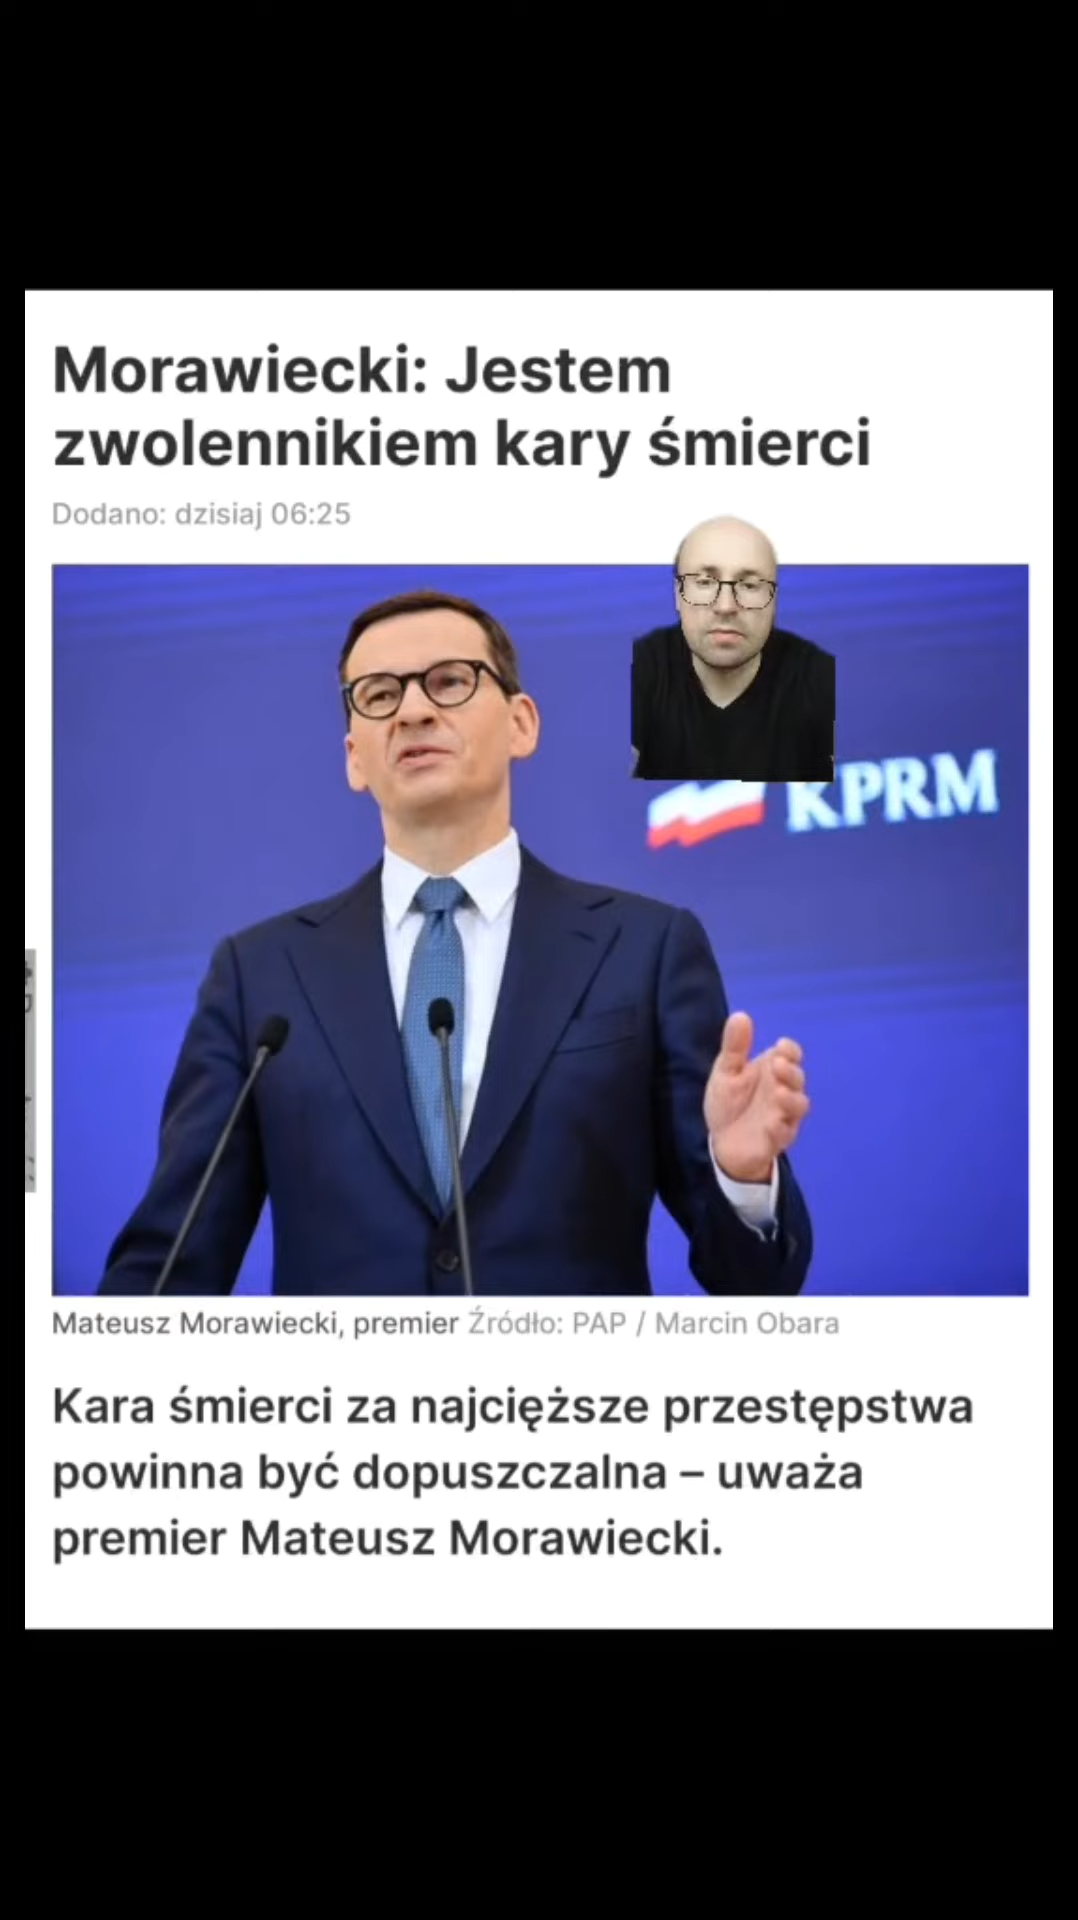 Morawiecki: Jestem
zwolennikiem kary śmierci
Dodano: dzisiaj 06:25
KPRM
Mateusz Morawiecki, premier Źródło: PAP / Marcin Obara
Kara śmierci za najcięższe przestępstwa
powinna być dopuszczalna – uważa
premier Mateusz Morawiecki.